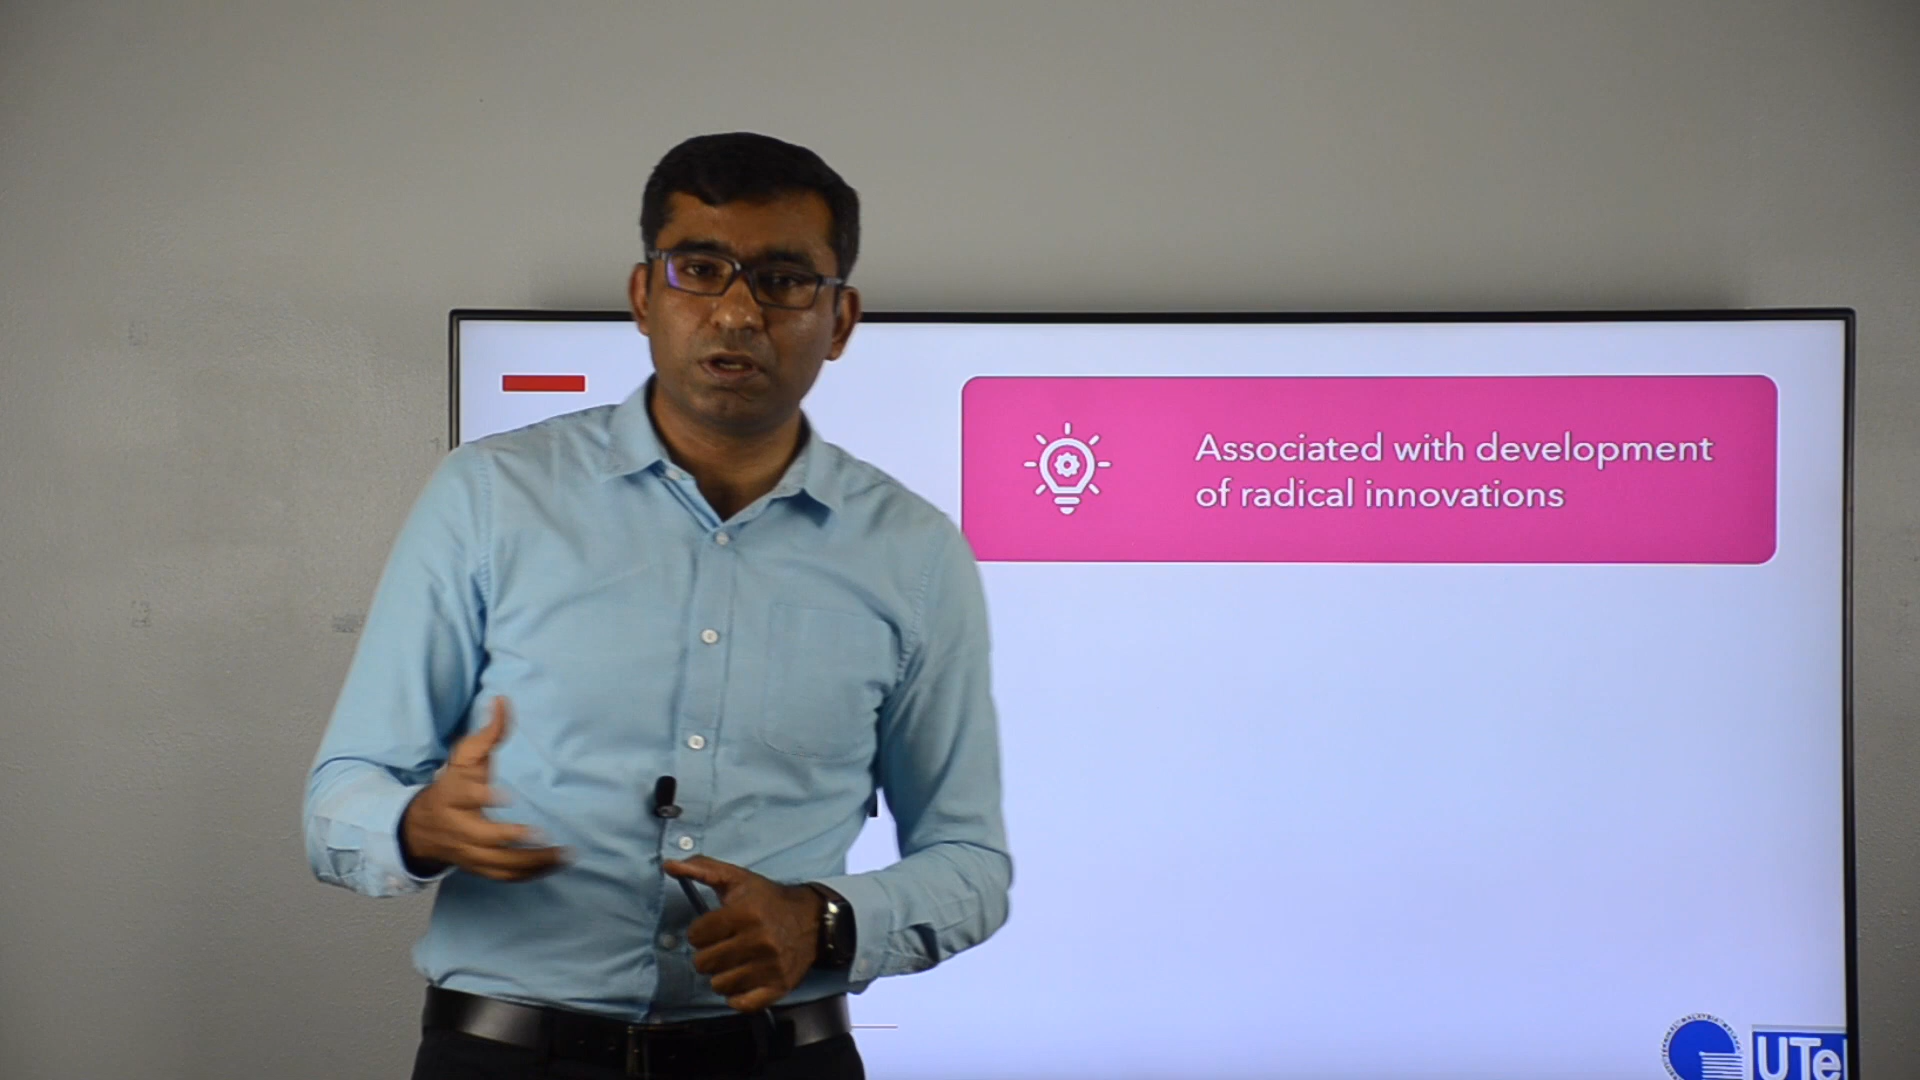 Associated with development
of radical innovations
UTe